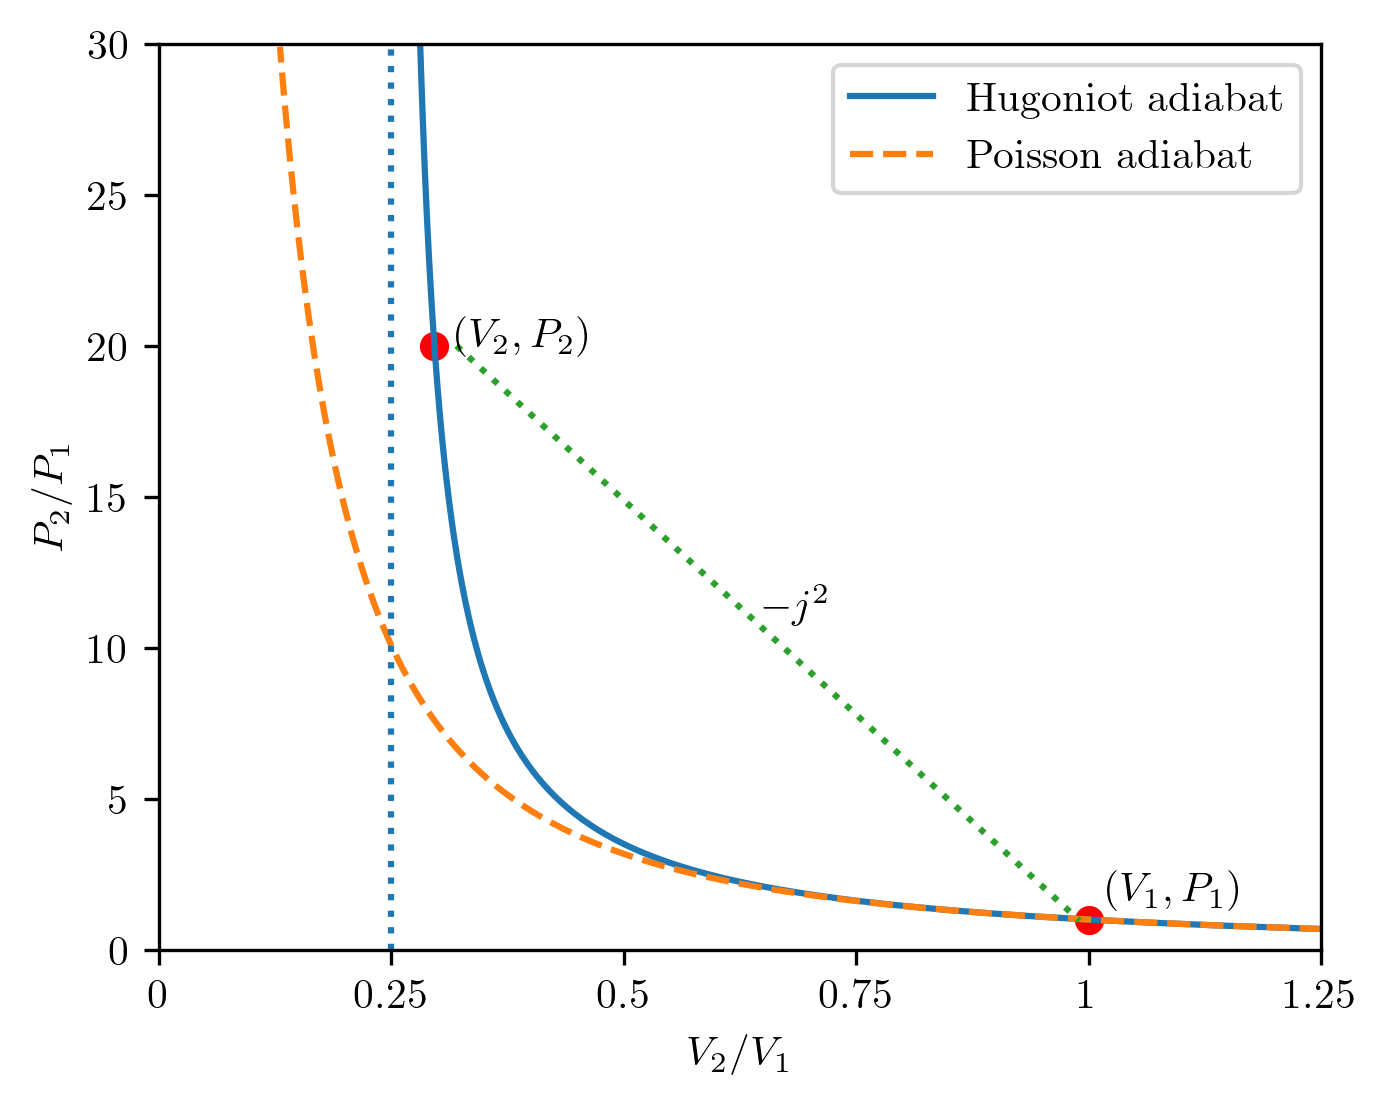 30
25
20
15
10
5
0
P₂/P₁
Hugoniot adiabat
Poisson adiabat
(V₂, P₂)
−j²
(V₁, P₁)
0 0.25 0.5 0.75 1 1.25
V₂/V₁